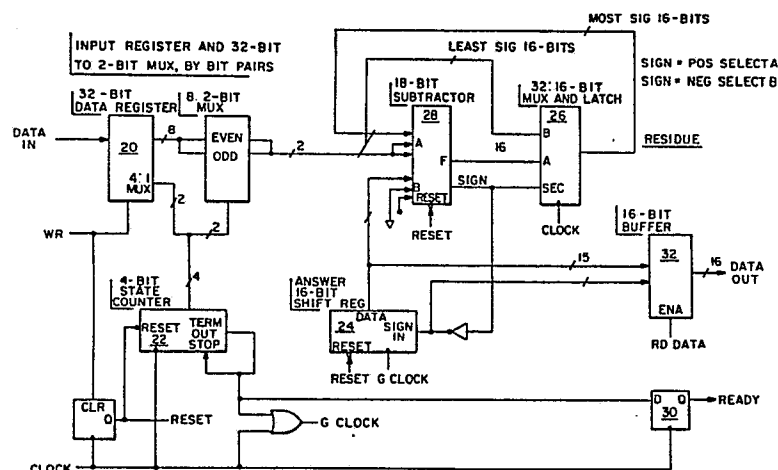 MOST SIG 16-BITS
INPUT REGISTER AND 32-BIT
TO 2-BIT MUX, BY BIT PAIRS
LEAST SIG 16-BITS
SIGN = POS SELECT A
SIGN = NEG SELECT B
32-BIT
DATA REGISTER
8:2-BIT
MUX
18-BIT
SUBTRACTOR
32:16-BIT
MUX AND LATCH
DATA
IN
20
4:1
MUX
8
EVEN
ODD
2
28
A
B
F
RESET
16
SIGN
26
B
A
SEC
RESIDUE
2
2
WR
RESET
CLOCK
16-BIT
BUFFER
4-BIT
STATE
COUNTER
4
ANSWER
16-BIT
SHIFT REG
15
32
ENA
16
DATA
OUT
RESET
22
TERM
OUT
STOP
DATA
24
SIGN
IN
RESET
RD DATA
RESET
G CLOCK
CLR
Q
RESET
G CLOCK
D
Q
30
READY
CLOCK